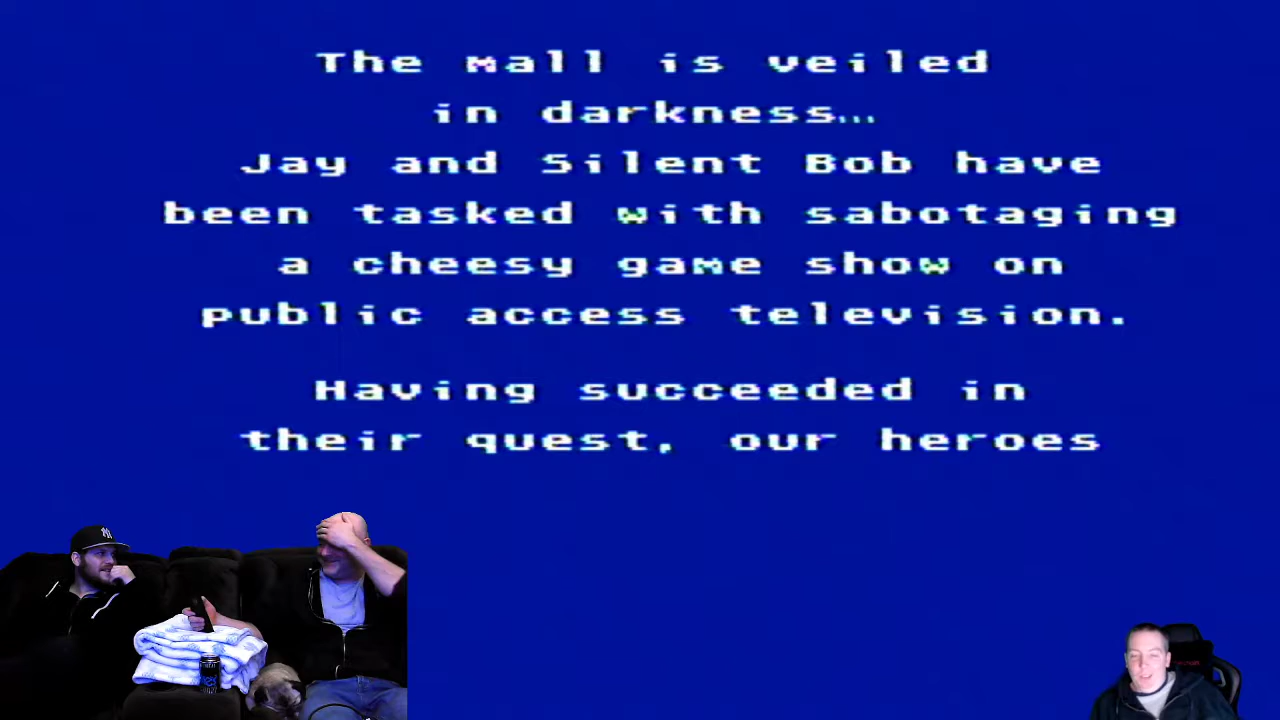 The mall is veiled
in darkness...
Jay and Silent Bob have
been tasked with sabotaging
a cheesy game show on
public access television.
Having succeeded in
their quest, our heroes